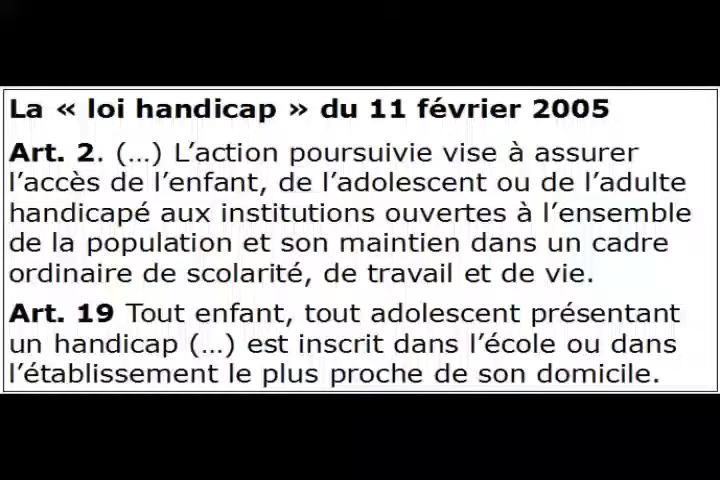 La « loi handicap » du 11 février 2005
Art. 2. (...) L’action poursuivie vise à assurer
l’accès de l’enfant, de l’adolescent ou de l’adulte
handicapé aux institutions ouvertes à l’ensemble
de la population et son maintien dans un cadre
ordinaire de scolarité, de travail et de vie.
Art. 19 Tout enfant, tout adolescent présentant
un handicap (...) est inscrit dans l’école ou dans
l’établissement le plus proche de son domicile.